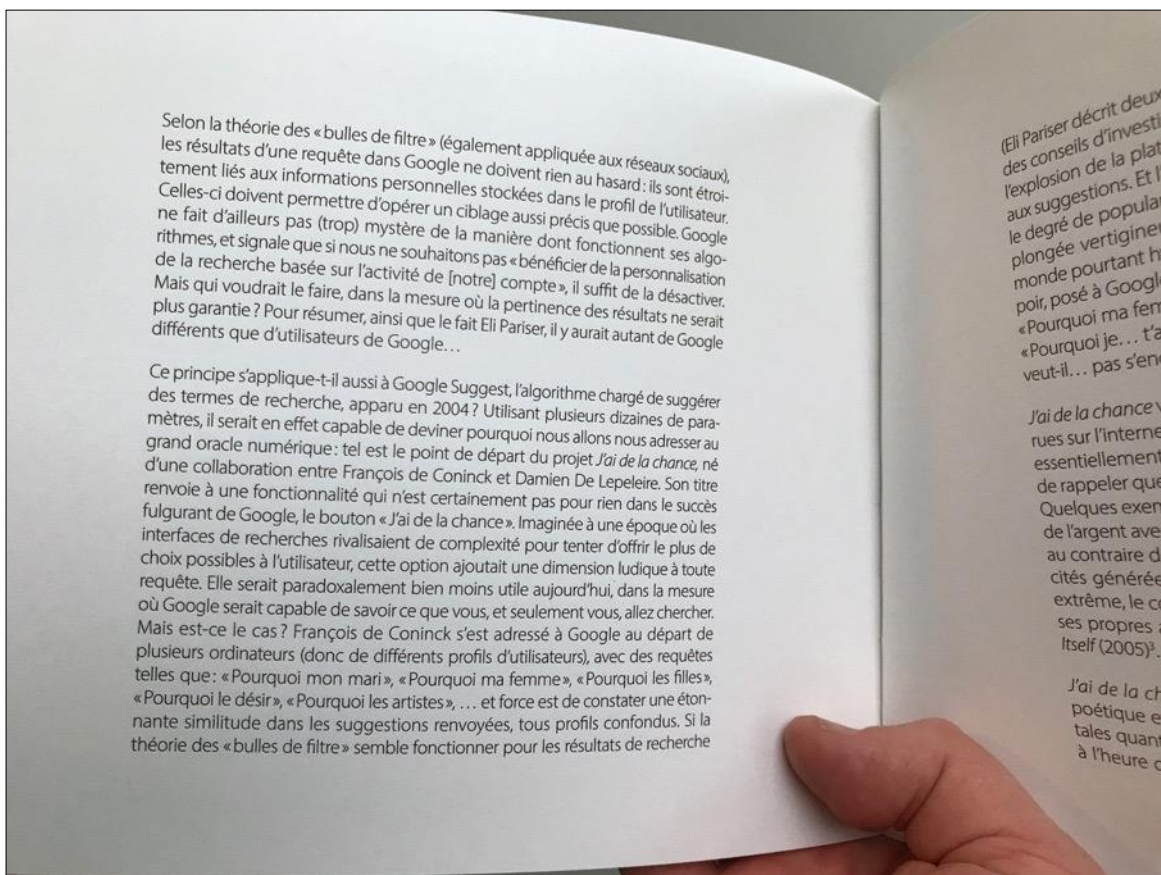 Selon la théorie des « bulles de filtre » (également appliquée aux réseaux sociaux),
les résultats d'une requête dans Google ne doivent rien au hasard : ils sont étroi-
tement liés aux informations personnelles stockées dans le profil de l'utilisateur.
Celles-ci doivent permettre d'opérer un ciblage aussi précis que possible. Google
ne fait d'ailleurs pas (trop) mystère de la manière dont fonctionnent ses algo-
rithmes, et signale que si nous ne souhaitons pas « bénéficier de la personnalisation
de la recherche basée sur l'activité de [notre] compte », il suffit de la désactiver.
Mais qui voudrait le faire, dans la mesure où la pertinence des résultats ne serait
plus garantie ? Pour résumer, ainsi que le fait Eli Pariser, il y aurait autant de Google
différents que d'utilisateurs de Google…
Ce principe s'applique-t-il aussi à Google Suggest, l'algorithme chargé de suggérer
des termes de recherche, apparu en 2004 ? Utilisant plusieurs dizaines de para-
mètres, il serait en effet capable de deviner pourquoi nous allons nous adresser au
grand oracle numérique : tel est le point de départ du projet J'ai de la chance, né
d'une collaboration entre François de Coninck et Damien De Lepeleire. Son titre
renvoie à une fonctionnalité qui n'est certainement pas pour rien dans le succès
fulgurant de Google, le bouton « J'ai de la chance ». Imaginée à une époque où les
interfaces de recherches rivalisaient de complexité pour tenter d'offrir le plus de
choix possibles à l'utilisateur, cette option ajoutait une dimension ludique à toute
requête. Elle serait paradoxalement bien moins utile aujourd'hui, dans la mesure
où Google serait capable de savoir ce que vous, et seulement vous, allez chercher.
Mais est-ce le cas ? François de Coninck s'est adressé à Google au départ de
plusieurs ordinateurs (donc de différents profils d'utilisateurs), avec des requêtes
telles que : « Pourquoi mon mari », « Pourquoi ma femme », « Pourquoi les filles »,
« Pourquoi le désir », « Pourquoi les artistes », … et force est de constater une éton-
nante similitude dans les suggestions renvoyées, tous profils confondus. Si la
théorie des « bulles de filtre » semble fonctionner pour les résultats de recherche
(Eli Pariser décrit deux
des conseils d'investi
l'explosion de la plat
aux suggestions. Et l'
le degré de popular
plongée vertigine
monde pourtant h
poir, posé à Google
« Pourquoi ma fem
« Pourquoi je… t'a
veut-il… pas s'en
J'ai de la chance v
rues sur l'interne
essentiellement
de rappeler que
Quelques exem
de l'argent ave
au contraire d
cités générée
extrême, le c
ses propres a
Itself (2005)³.
J'ai de la ch
poétique e
tales quant
à l'heure